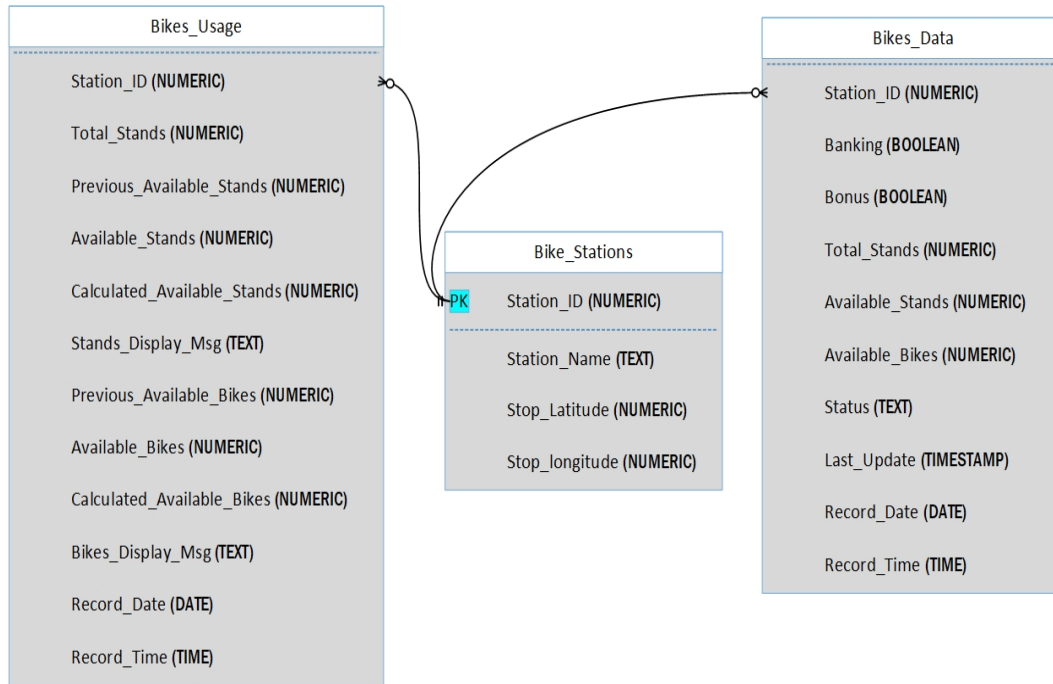 Bikes_Usage
Station_ID (NUMERIC)
Total_Stands (NUMERIC)
Previous_Available_Stands (NUMERIC)
Available_Stands (NUMERIC)
Calculated_Available_Stands (NUMERIC)
Stands_Display_Msg (TEXT)
Previous_Available_Bikes (NUMERIC)
Available_Bikes (NUMERIC)
Calculated_Available_Bikes (NUMERIC)
Bikes_Display_Msg (TEXT)
Record_Date (DATE)
Record_Time (TIME)
Bike_Stations
PK Station_ID (NUMERIC)
Station_Name (TEXT)
Stop_Latitude (NUMERIC)
Stop_longitude (NUMERIC)
Bikes_Data
Station_ID (NUMERIC)
Banking (BOOLEAN)
Bonus (BOOLEAN)
Total_Stands (NUMERIC)
Available_Stands (NUMERIC)
Available_Bikes (NUMERIC)
Status (TEXT)
Last_Update (TIMESTAMP)
Record_Date (DATE)
Record_Time (TIME)